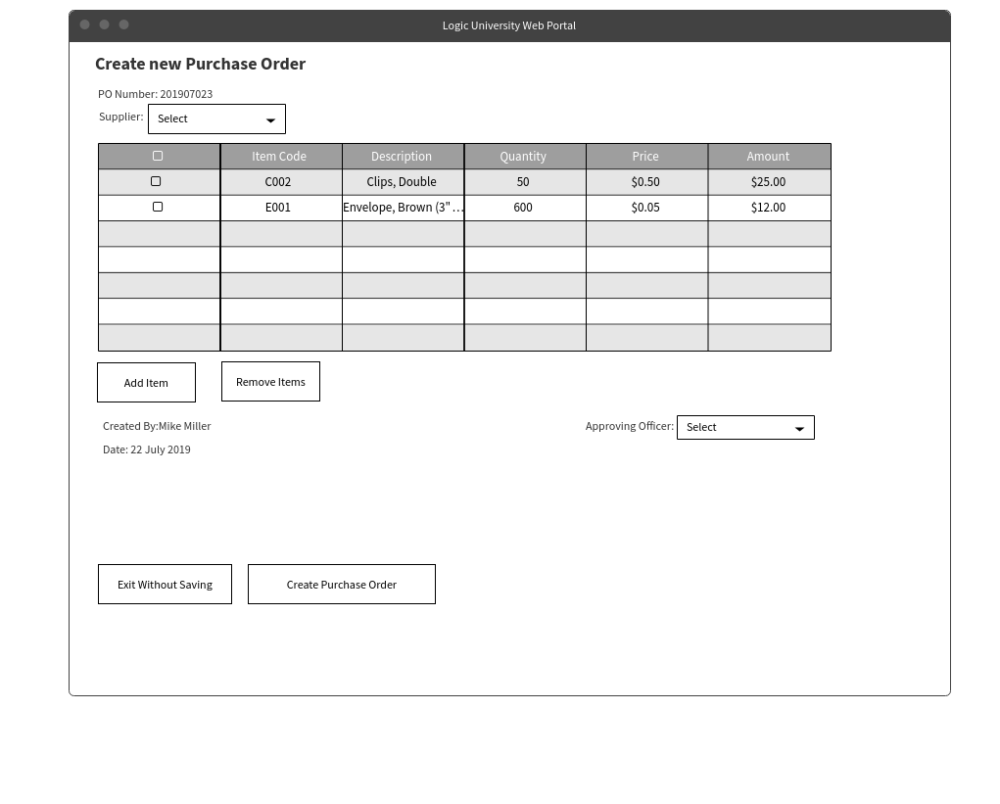 Logic University Web Portal
Create new Purchase Order
PO Number: 201907023
Supplier: Select
Item Code Description Quantity Price Amount
C002 Clips, Double 50 $0.50 $25.00
E001 Envelope, Brown (3"... 600 $0.05 $12.00
Add Item Remove Items
Created By:Mike Miller Approving Officer: Select
Date: 22 July 2019
Exit Without Saving Create Purchase Order